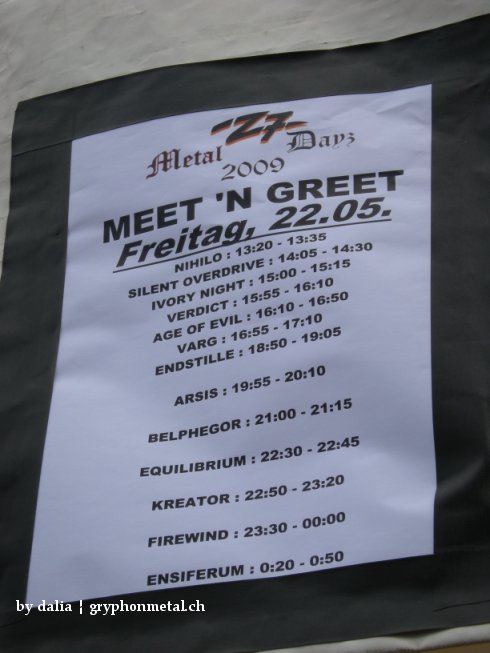 Z7
Metal Dayz
2009
MEET 'N GREET
Freitag, 22.05.
NIHILO : 13:20 - 13:35
SILENT OVERDRIVE : 14:05 - 14:30
IVORY NIGHT : 15:00 - 15:15
VERDICT : 15:55 - 16:10
AGE OF EVIL : 16:10 - 16:50
VARG : 16:55 - 17:10
ENDSTILLE : 18:50 - 19:05
ARSIS : 19:55 - 20:10
BELPHEGOR : 21:00 - 21:15
EQUILIBRIUM : 22:30 - 22:45
KREATOR : 22:50 - 23:20
FIREWIND : 23:30 - 00:00
ENSIFERUM : 0:20 - 0:50
by dalia ¦ gryphonmetal.ch